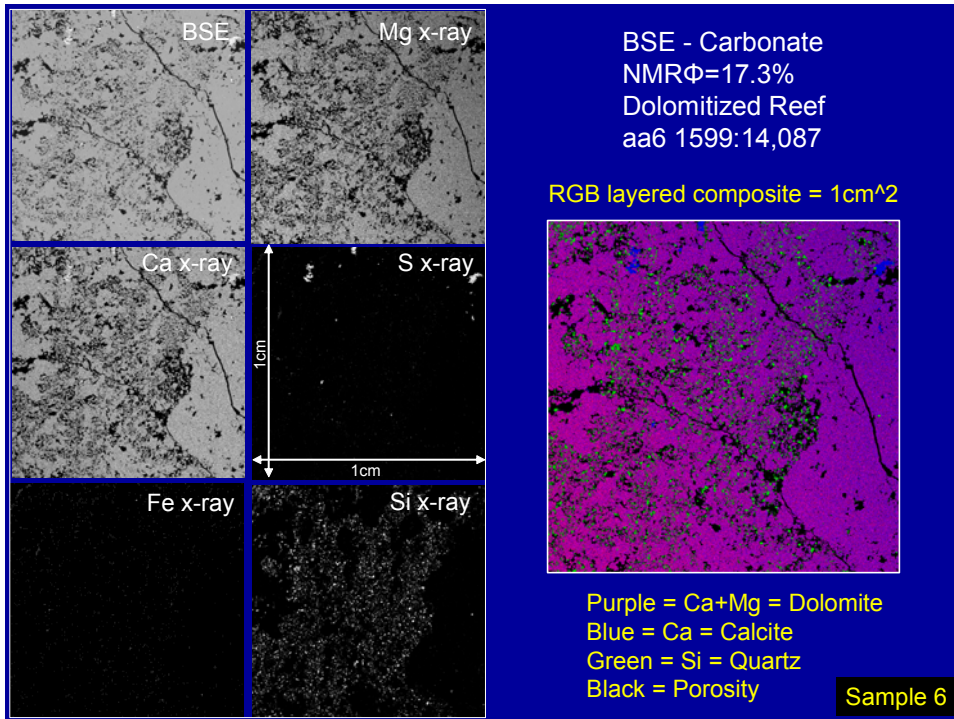 BSE
Mg x-ray
Ca x-ray
S x-ray
1cm
1cm
Fe x-ray
Si x-ray
BSE - Carbonate
NMRΦ=17.3%
Dolomitized Reef
aa6 1599:14,087
RGB layered composite = 1cm^2
Purple = Ca+Mg = Dolomite
Blue = Ca = Calcite
Green = Si = Quartz
Black = Porosity
Sample 6